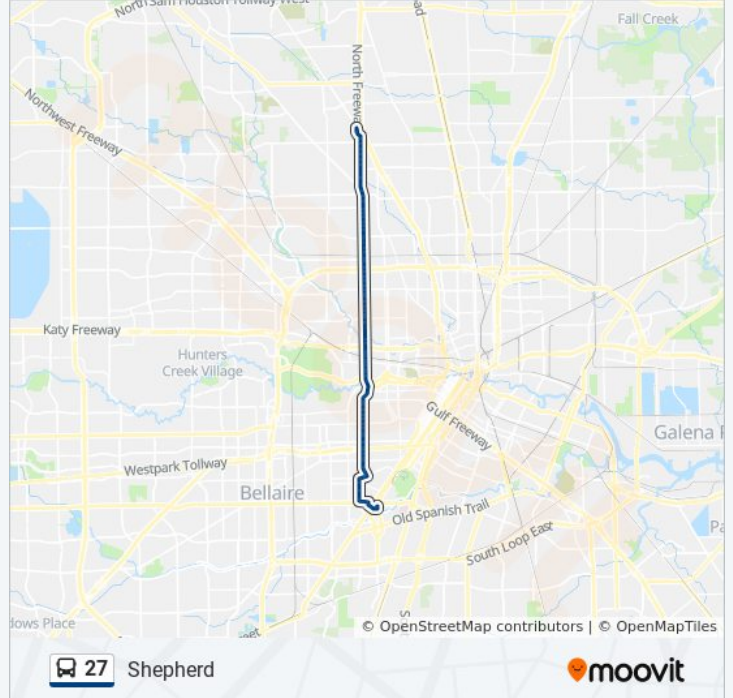 North Sam Houston Tollway West
Fall Creek
North Freeway
Northwest Freeway
Katy Freeway
Hunters
Creek Village
Gulf Freeway
Galena
Westpark Tollway
Bellaire
Old Spanish Trail
South Loop East
dows Place
© OpenStreetMap contributors | © OpenMapTiles
27 Shepherd
moovit